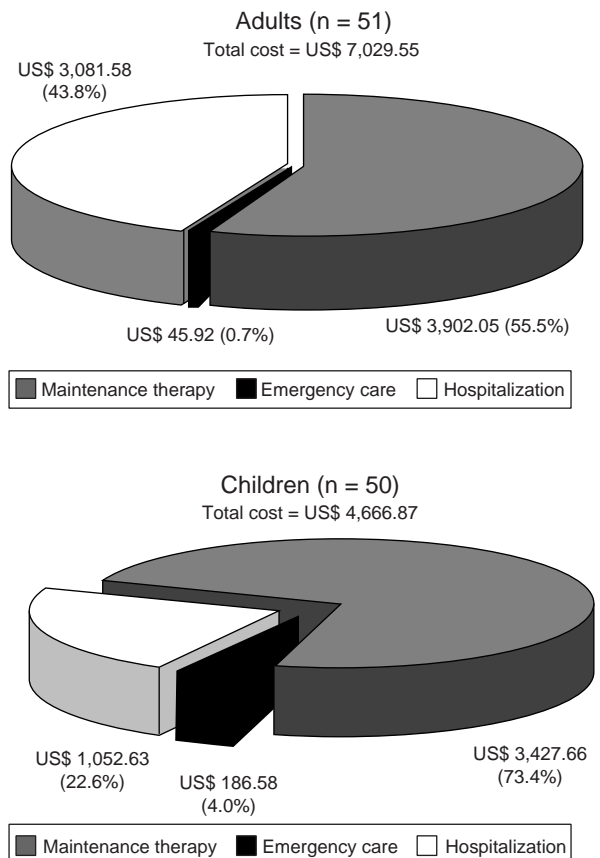 Adults (n = 51)
Total cost = US$ 7,029.55
US$ 3,081.58
(43.8%)
US$ 45.92 (0.7%)
US$ 3,902.05 (55.5%)
Maintenance therapy Emergency care Hospitalization
Children (n = 50)
Total cost = US$ 4,666.87
US$ 1,052.63
(22.6%)
US$ 186.58
(4.0%)
US$ 3,427.66
(73.4%)
Maintenance therapy Emergency care Hospitalization